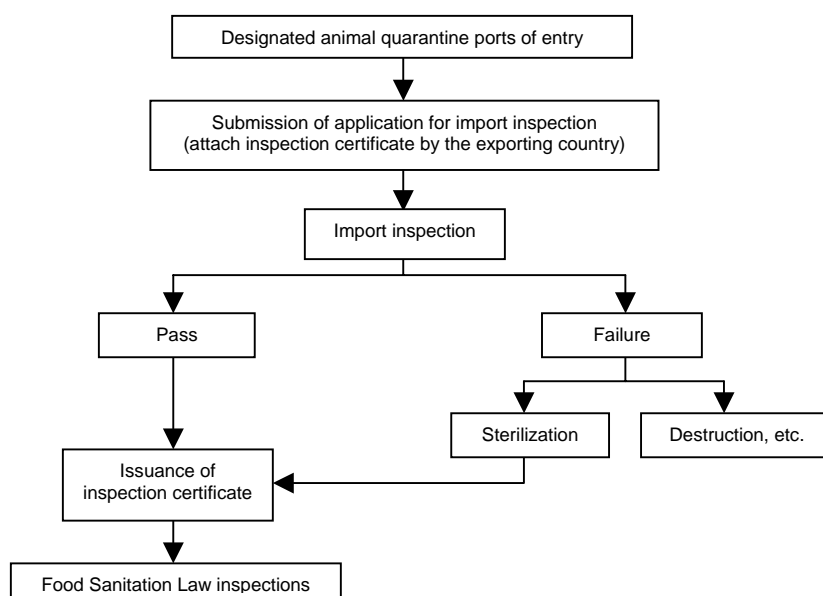 Designated animal quarantine ports of entry
Submission of application for import inspection
(attach inspection certificate by the exporting country)
Import inspection
Pass
Failure
Sterilization
Destruction, etc.
Issuance of
inspection certificate
Food Sanitation Law inspections